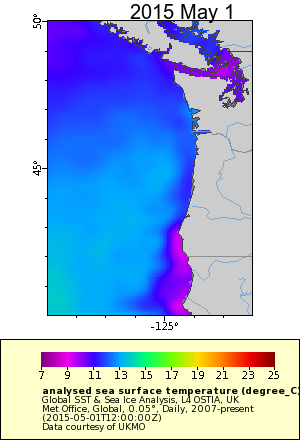 2015 May 1
50°
45°
-125°
7 9 11 13 15 17 19 21 23 25
analysed sea surface temperature (degree_C)
Global SST & Sea Ice Analysis, L4 OSTIA, UK
Met Office, Global, 0.05°, Daily, 2007-present
(2015-05-01T12:00:00Z)
Data courtesy of UKMO